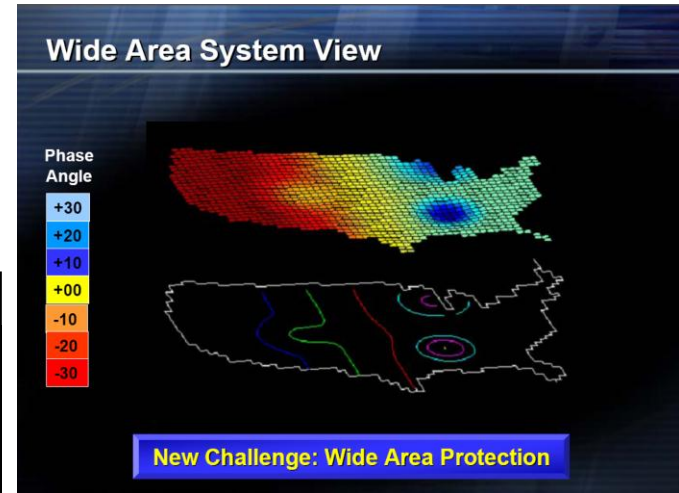 Wide Area System View
Phase
Angle
+30
+20
+10
+00
-10
-20
-30
New Challenge: Wide Area Protection